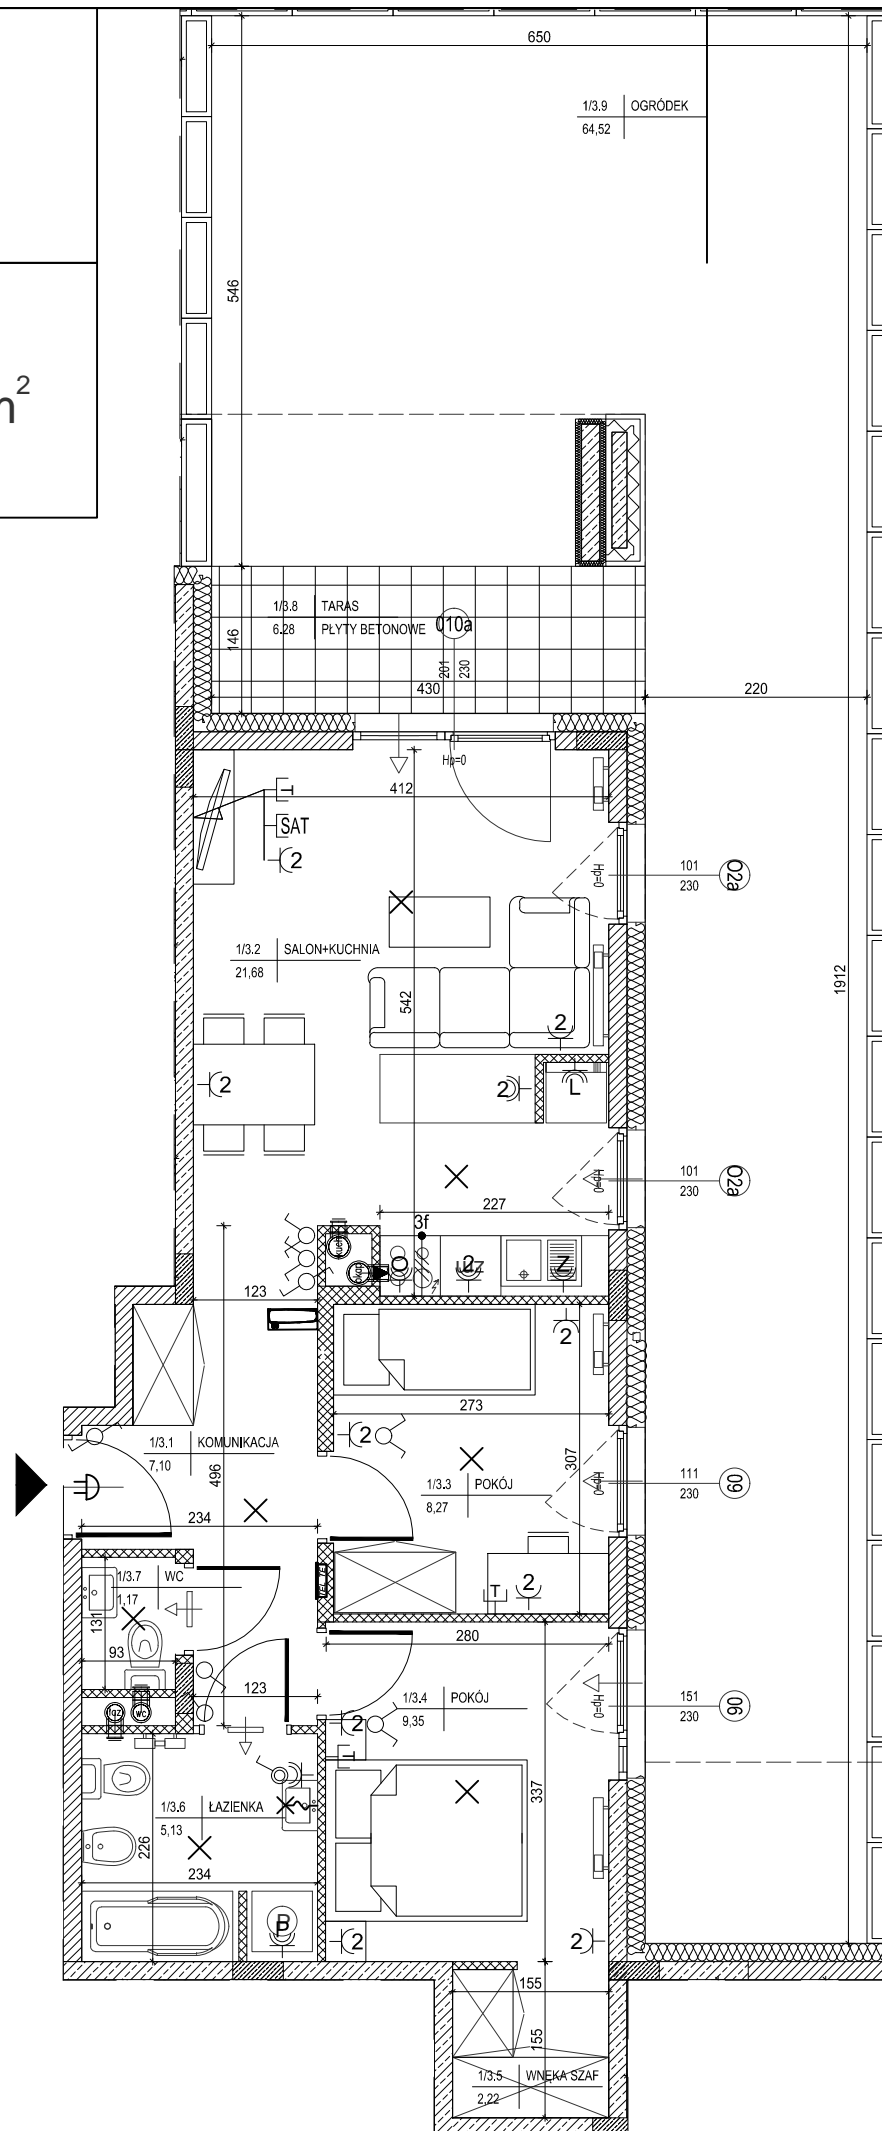 650
1/3.9 OGRÓDEK
64,52
546
m²
1/3.8 TARAS
6.28 PŁYTY BETONOWE
010a
146
201
230
430
220
Hp=0
412
T
SAT
2
Hp=0
101
230
O2a
1/3.2 SALON+KUCHNIA
21,68
542
1912
2
2
2
L
Hp=0
101
230
O2a
227
3f
kuch
okap
O
2
Z
123
2
273
2
1/3.1 KOMUNIKACJA
7,10
496
1/3.3 POKÓJ
8,27
307
Hp=0
111
230
09
234
1/3.7 WC
1,17
131
T
2
93
280
123
1/3.4 POKÓJ
9,35
Hp=0
151
230
06
łaz
wc
2
T
337
1/3.6 ŁAZIENKA
5,13
226
234
P
2
2
155
155
1/3.5 WNĘKA SZAF
2,22